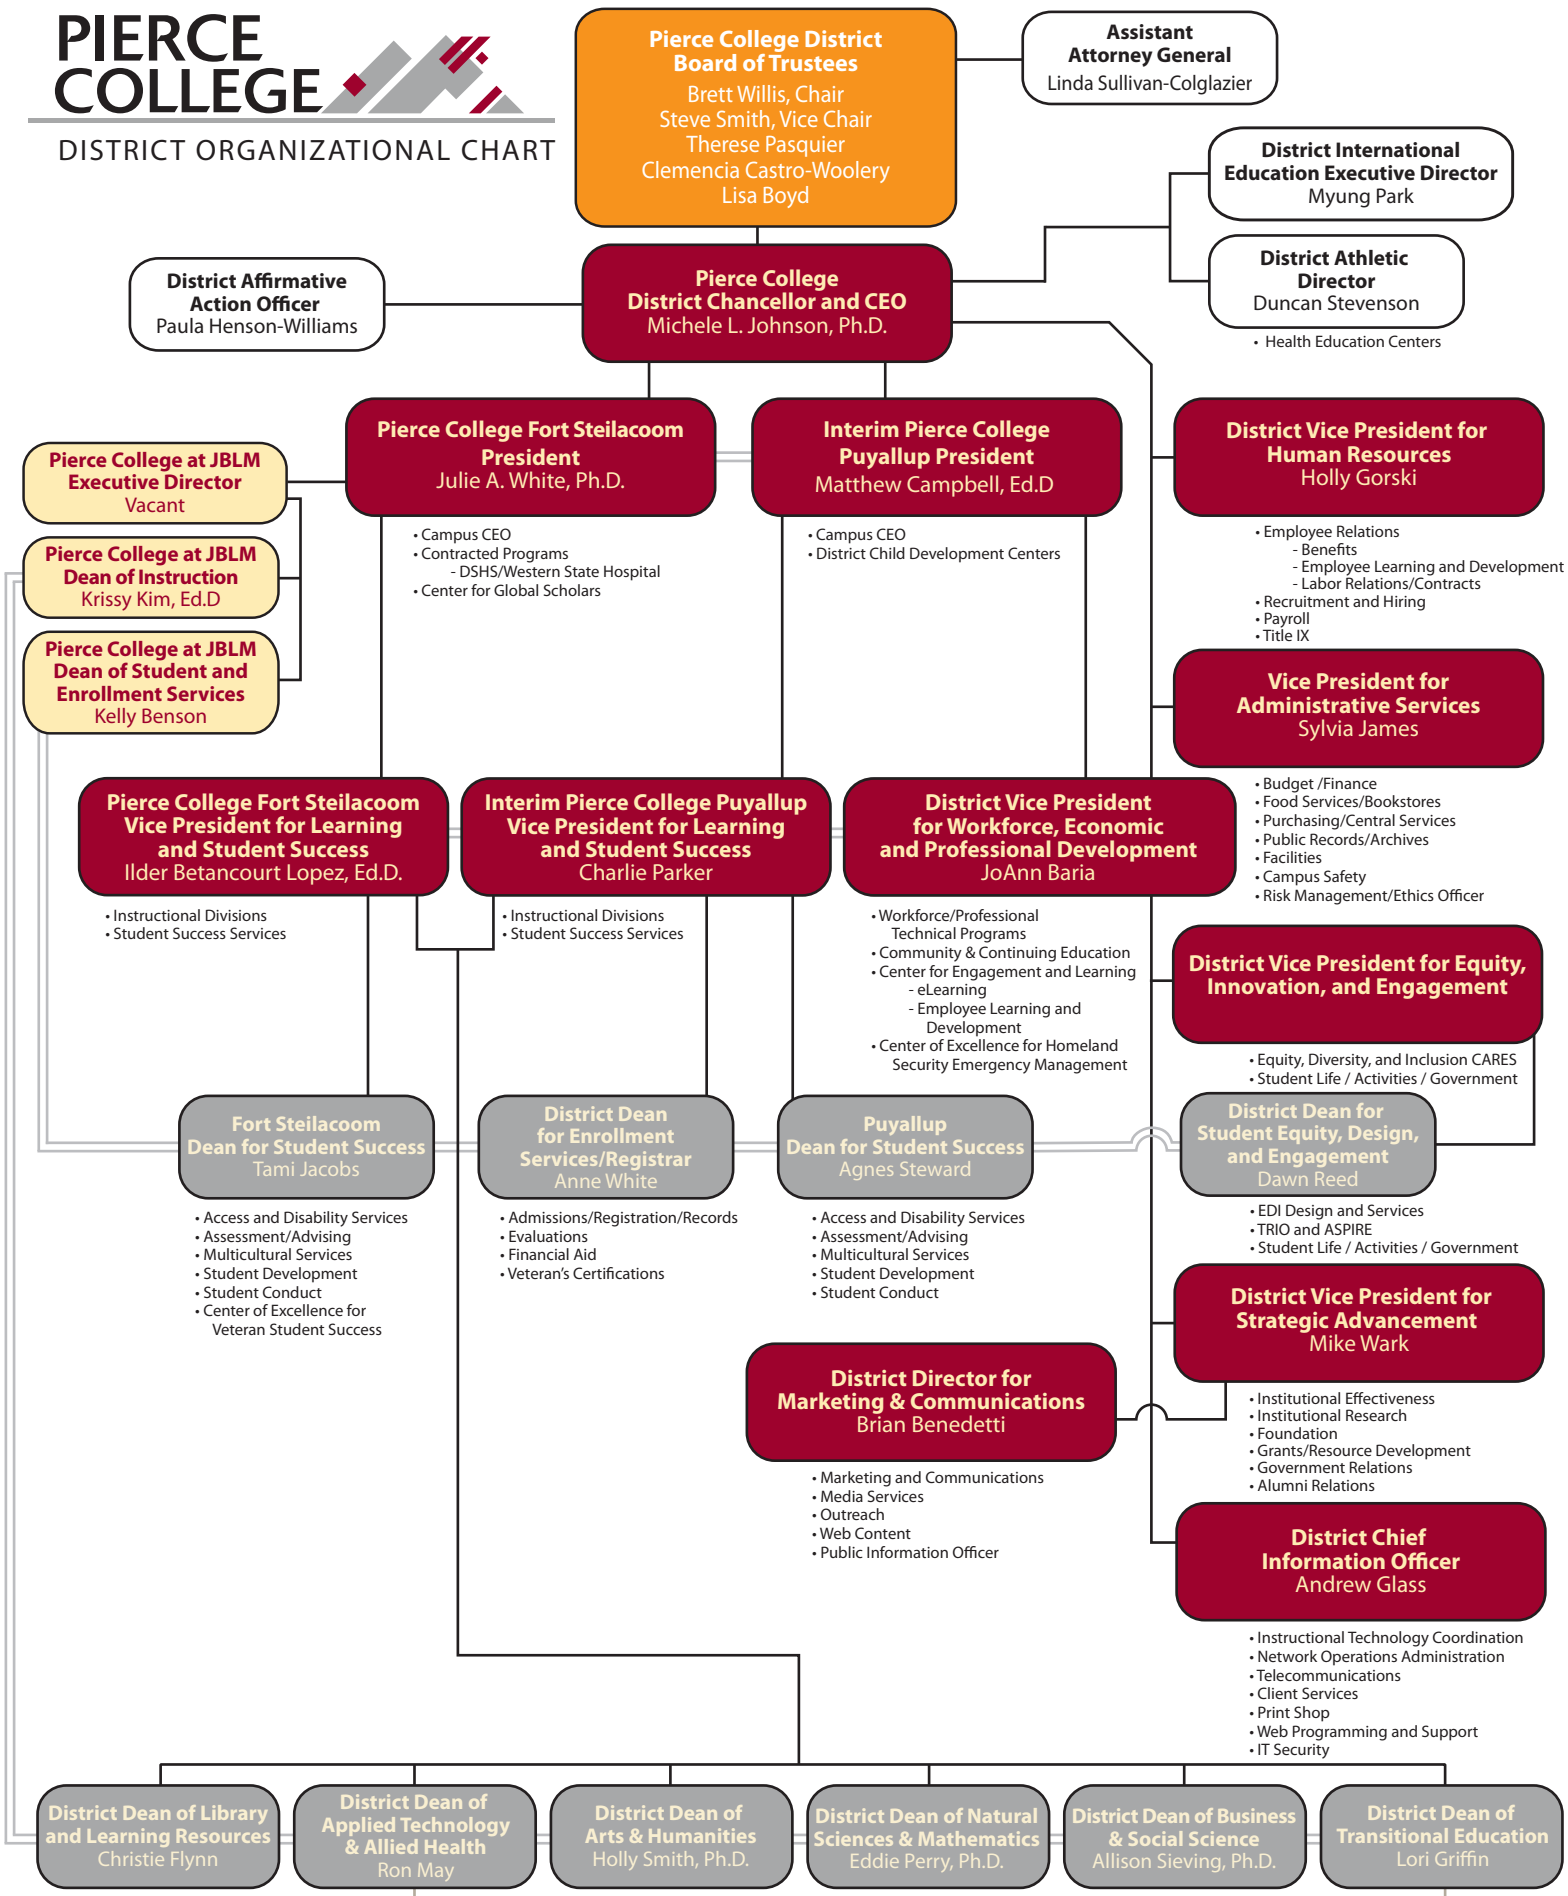 PIERCE
COLLEGE
DISTRICT ORGANIZATIONAL CHART
Pierce College District
Board of Trustees
Brett Willis, Chair
Steve Smith, Vice Chair
Therese Pasquier
Clemencia Castro-Woolery
Lisa Boyd
Assistant
Attorney General
Linda Sullivan-Colglazier
District International
Education Executive Director
Myung Park
District Athletic
Director
Duncan Stevenson
• Health Education Centers
District Affirmative
Action Officer
Paula Henson-Williams
Pierce College
District Chancellor and CEO
Michele L. Johnson, Ph.D.
Pierce College at JBLM
Executive Director
Vacant
Pierce College at JBLM
Dean of Instruction
Krissy Kim, Ed.D
Pierce College at JBLM
Dean of Student and
Enrollment Services
Kelly Benson
Pierce College Fort Steilacoom
President
Julie A. White, Ph.D.
• Campus CEO
• Contracted Programs
- DSHS/Western State Hospital
• Center for Global Scholars
Interim Pierce College
Puyallup President
Matthew Campbell, Ed.D
• Campus CEO
• District Child Development Centers
District Vice President for
Human Resources
Holly Gorski
• Employee Relations
- Benefits
- Employee Learning and Development
- Labor Relations/Contracts
• Recruitment and Hiring
• Payroll
• Title IX
Vice President for
Administrative Services
Sylvia James
• Budget /Finance
• Food Services/Bookstores
• Purchasing/Central Services
• Public Records/Archives
• Facilities
• Campus Safety
• Risk Management/Ethics Officer
Pierce College Fort Steilacoom
Vice President for Learning
and Student Success
Ilder Betancourt Lopez, Ed.D.
• Instructional Divisions
• Student Success Services
Interim Pierce College Puyallup
Vice President for Learning
and Student Success
Charlie Parker
• Instructional Divisions
• Student Success Services
District Vice President
for Workforce, Economic
and Professional Development
JoAnn Baria
• Workforce/Professional
Technical Programs
• Community & Continuing Education
• Center for Engagement and Learning
- eLearning
- Employee Learning and
Development
• Center of Excellence for Homeland
Security Emergency Management
District Vice President for Equity,
Innovation, and Engagement
• Equity, Diversity, and Inclusion CARES
• Student Life / Activities / Government
Fort Steilacoom
Dean for Student Success
Tami Jacobs
• Access and Disability Services
• Assessment/Advising
• Multicultural Services
• Student Development
• Student Conduct
• Center of Excellence for
Veteran Student Success
District Dean
for Enrollment
Services/Registrar
Anne White
• Admissions/Registration/Records
• Evaluations
• Financial Aid
• Veteran's Certifications
Puyallup
Dean for Student Success
Agnes Steward
• Access and Disability Services
• Assessment/Advising
• Multicultural Services
• Student Development
• Student Conduct
District Dean for
Student Equity, Design,
and Engagement
Dawn Reed
• EDI Design and Services
• TRIO and ASPIRE
• Student Life / Activities / Government
District Vice President for
Strategic Advancement
Mike Wark
• Institutional Effectiveness
• Institutional Research
• Foundation
• Grants/Resource Development
• Government Relations
• Alumni Relations
District Director for
Marketing & Communications
Brian Benedetti
• Marketing and Communications
• Media Services
• Outreach
• Web Content
• Public Information Officer
District Chief
Information Officer
Andrew Glass
• Instructional Technology Coordination
• Network Operations Administration
• Telecommunications
• Client Services
• Print Shop
• Web Programming and Support
• IT Security
District Dean of Library
and Learning Resources
Christie Flynn
District Dean of
Applied Technology
& Allied Health
Ron May
District Dean of
Arts & Humanities
Holly Smith, Ph.D.
District Dean of Natural
Sciences & Mathematics
Eddie Perry, Ph.D.
District Dean of Business
& Social Science
Allison Sieving, Ph.D.
District Dean of
Transitional Education
Lori Griffin